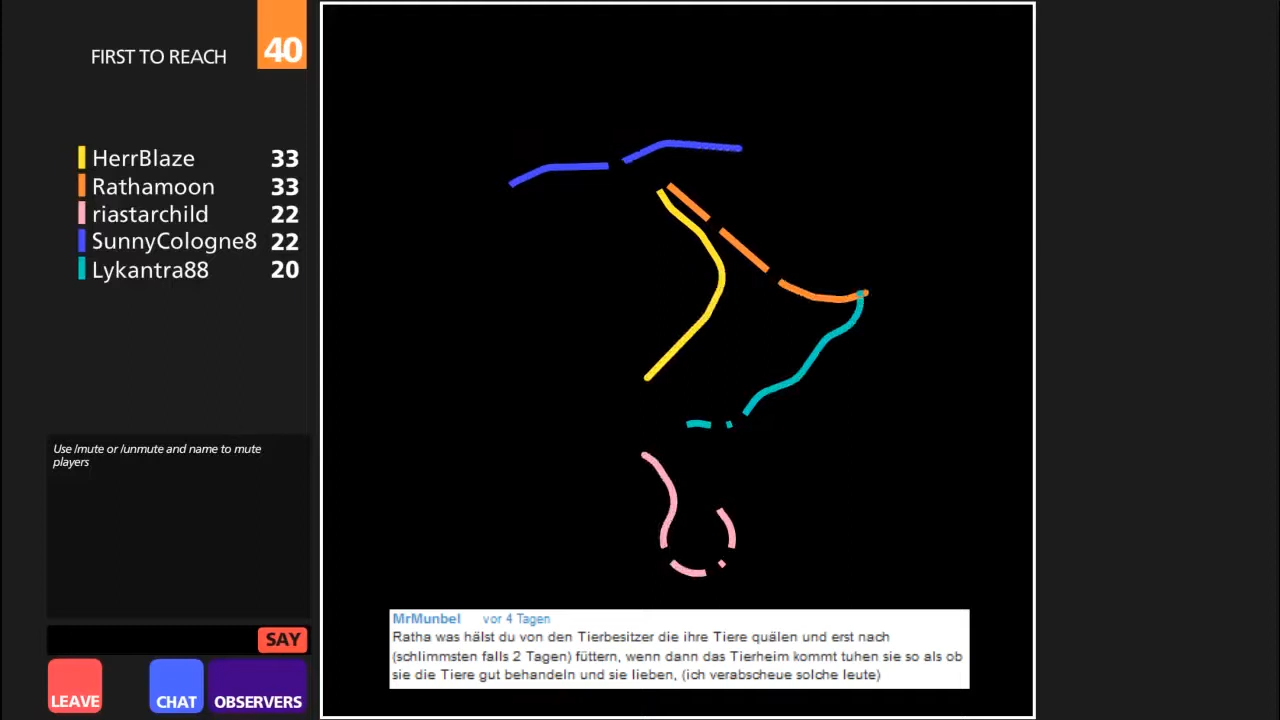 FIRST TO REACH 40
HerrBlaze 33
Rathamoon 33
riastarchild 22
SunnyCologne8 22
Lykantra88 20
Use /mute or /unmute and name to mute
players
SAY
LEAVE CHAT OBSERVERS
MrMunbel vor 4 Tagen
Ratha was hälst du von den Tierbesitzer die ihre Tiere quälen und erst nach
(schlimmsten falls 2 Tagen) füttern, wenn dann das Tierheim kommt tuhen sie so als ob
sie die Tiere gut behandeln und sie lieben, (ich verabscheue solche leute)